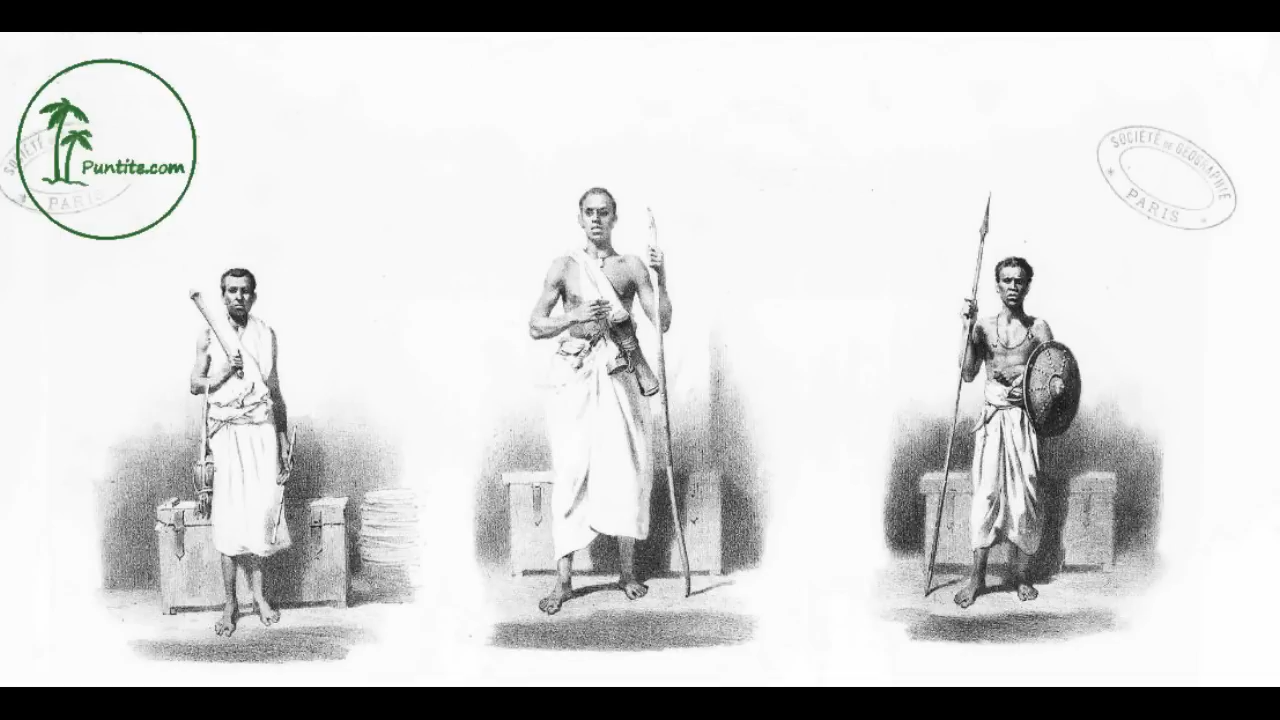 Puntite.com
SOCIÉTÉ
PARIS
SOCIÉTÉ DE GÉOGRAPHIE
PARIS